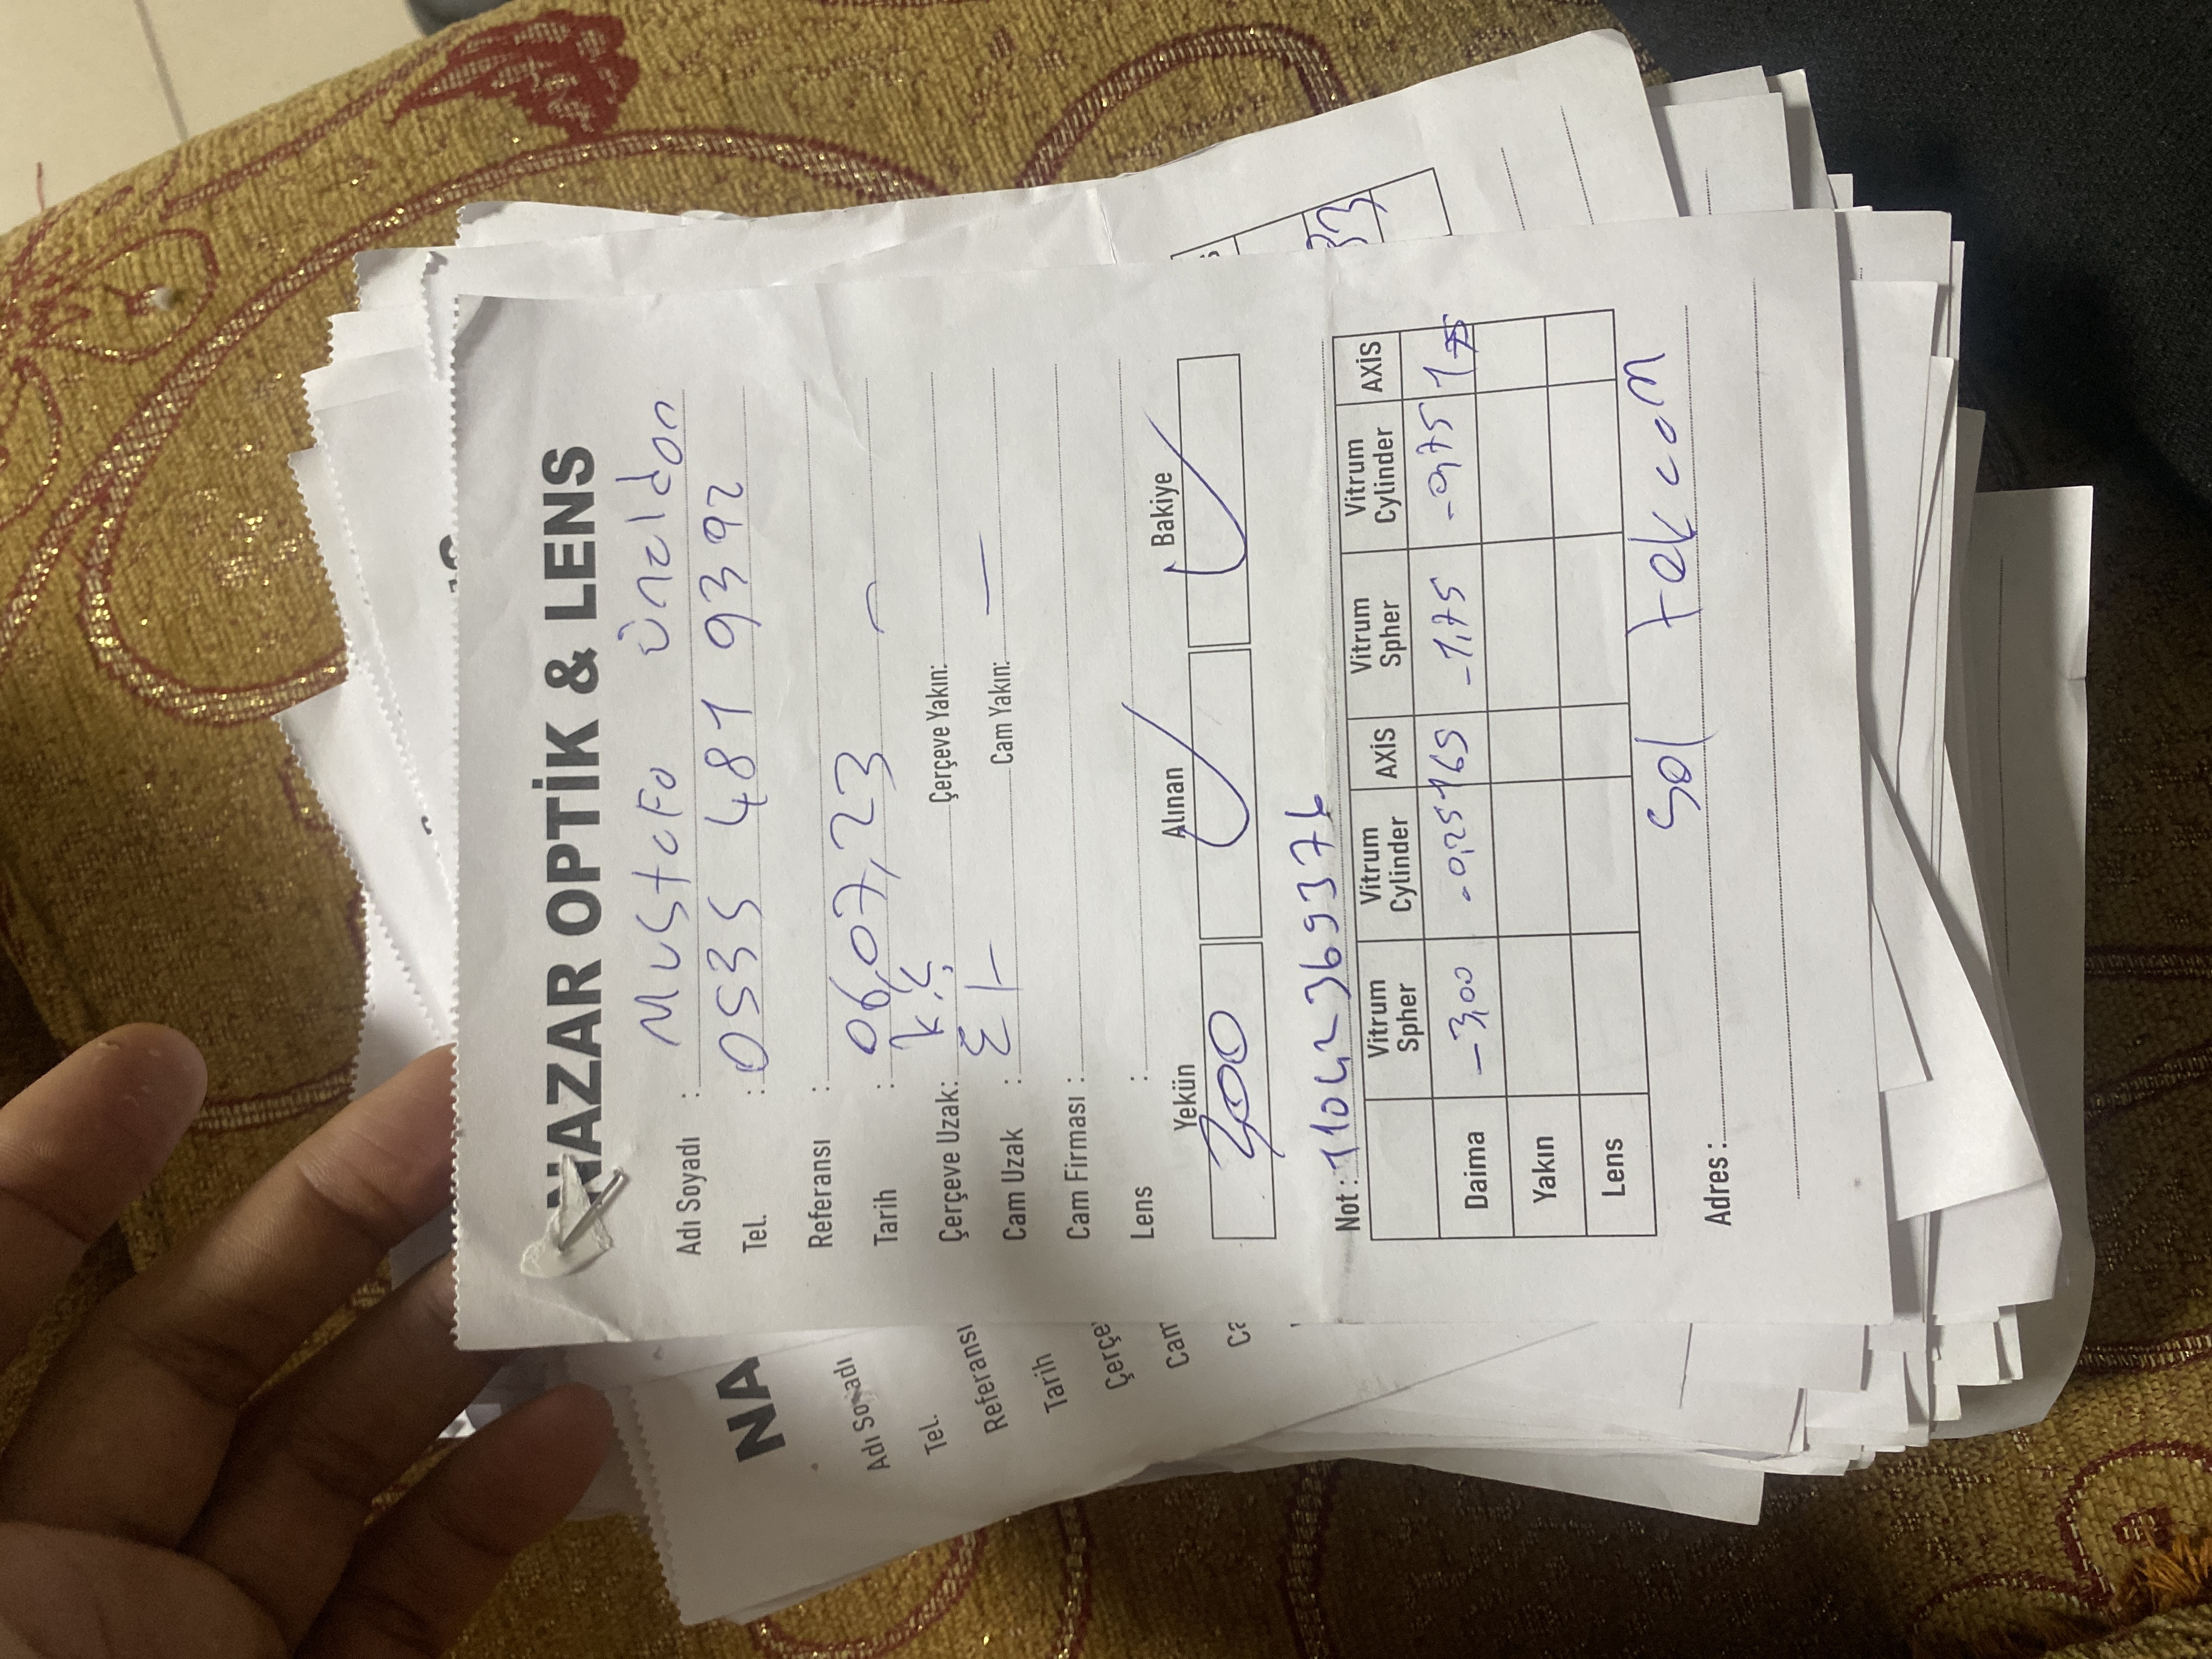 NAZAR OPTİK & LENS
Adı Soyadı : Mustafa Ünaldan
Tel. : 0535 481 9392
Referansı :
Tarih : 06,07,23
Çerçeve Uzak: k.ç Çerçeve Yakın:
Cam Uzak : Cam Yakın: —
Cam Firması :
Lens :
Yekün Alınan Bakiye
300
Not : 11042369376
Vitrum Spher Vitrum Cylinder AXİS Vitrum Spher Vitrum Cylinder AXİS
Daima -3,00 -0,25 165 -1,75 -0,75
Yakın
Lens
Sol tek cam
Adres :
NA
Adı Soyadı
Tel.
Referansı
Tarih
Çerçe
Cam
Ca